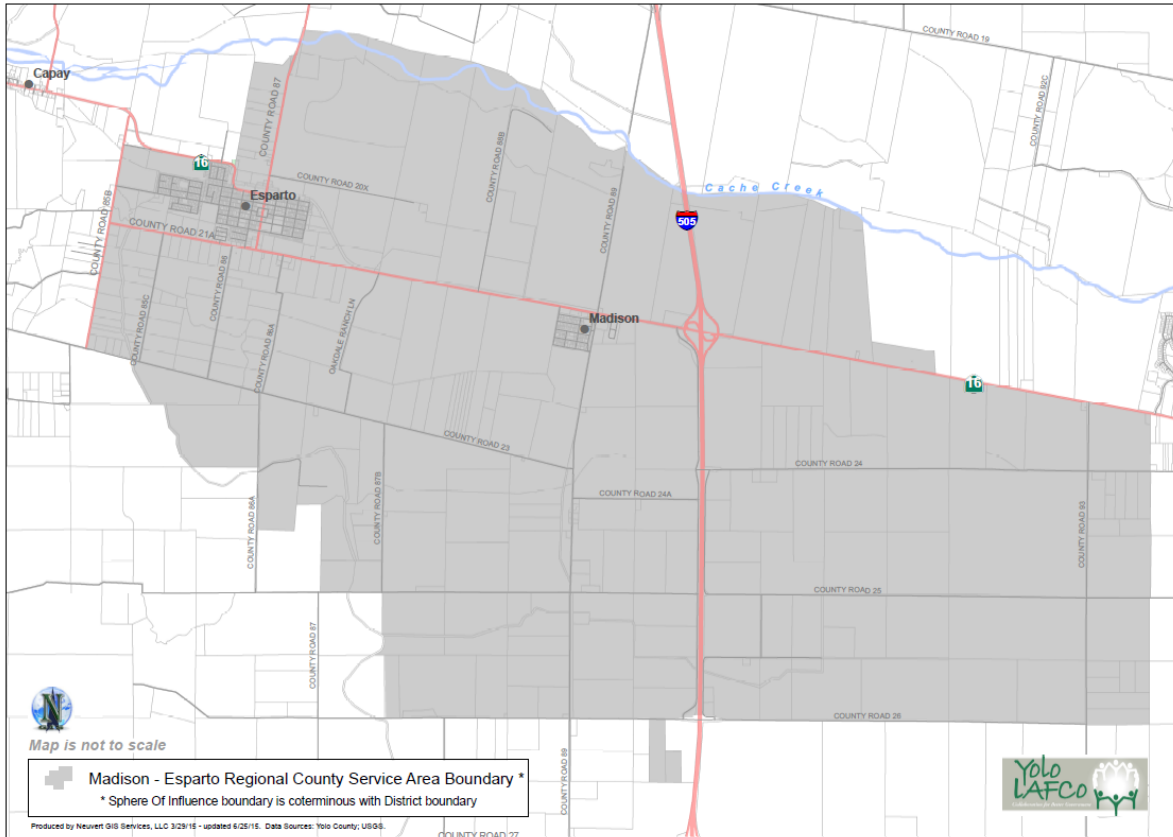 COUNTY ROAD 19
Capay
COUNTY ROAD 87
COUNTY ROAD 92C
COUNTY ROAD 88B
16
COUNTY ROAD 20X
COUNTY ROAD 89
Cache Creek
Esparto
COUNTY ROAD 85B
505
COUNTY ROAD 21A
COUNTY ROAD 86
COUNTY ROAD 85C
COUNTY ROAD 86A
OAKDALE RANCH LN
Madison
16
COUNTY ROAD 23
COUNTY ROAD 24
COUNTY ROAD 86A
COUNTY ROAD 87B
COUNTY ROAD 24A
COUNTY ROAD 93
COUNTY ROAD 25
COUNTY ROAD 87
N
COUNTY ROAD 26
Map is not to scale
COUNTY ROAD 89
Madison - Esparto Regional County Service Area Boundary *
* Sphere Of Influence boundary is coterminous with District boundary
YOLO
LAFCo
Produced by Neuvert GIS Services, LLC 3/29/15 - updated 6/25/15. Data Sources: Yolo County; USGS.
COUNTY ROAD 27